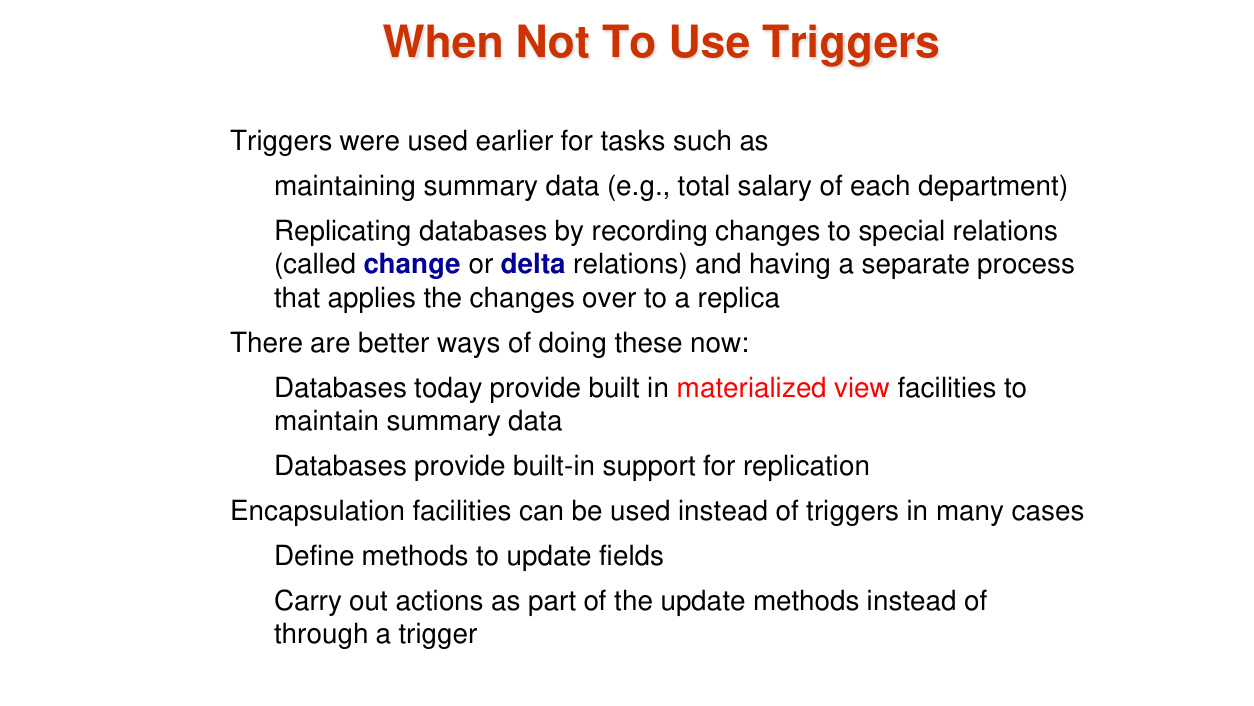 When Not To Use Triggers
Triggers were used earlier for tasks such as
maintaining summary data (e.g., total salary of each department)
Replicating databases by recording changes to special relations
(called change or delta relations) and having a separate process
that applies the changes over to a replica
There are better ways of doing these now:
Databases today provide built in materialized view facilities to
maintain summary data
Databases provide built-in support for replication
Encapsulation facilities can be used instead of triggers in many cases
Define methods to update fields
Carry out actions as part of the update methods instead of
through a trigger